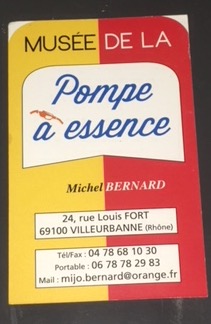 MUSÉE DE LA
Pompe
à essence
Michel BERNARD
24, rue Louis FORT
69100 VILLEURBANNE (Rhône)
Tél/Fax : 04 78 68 10 30
Portable : 06 78 78 29 83
Mail : mijo.bernard@orange.fr